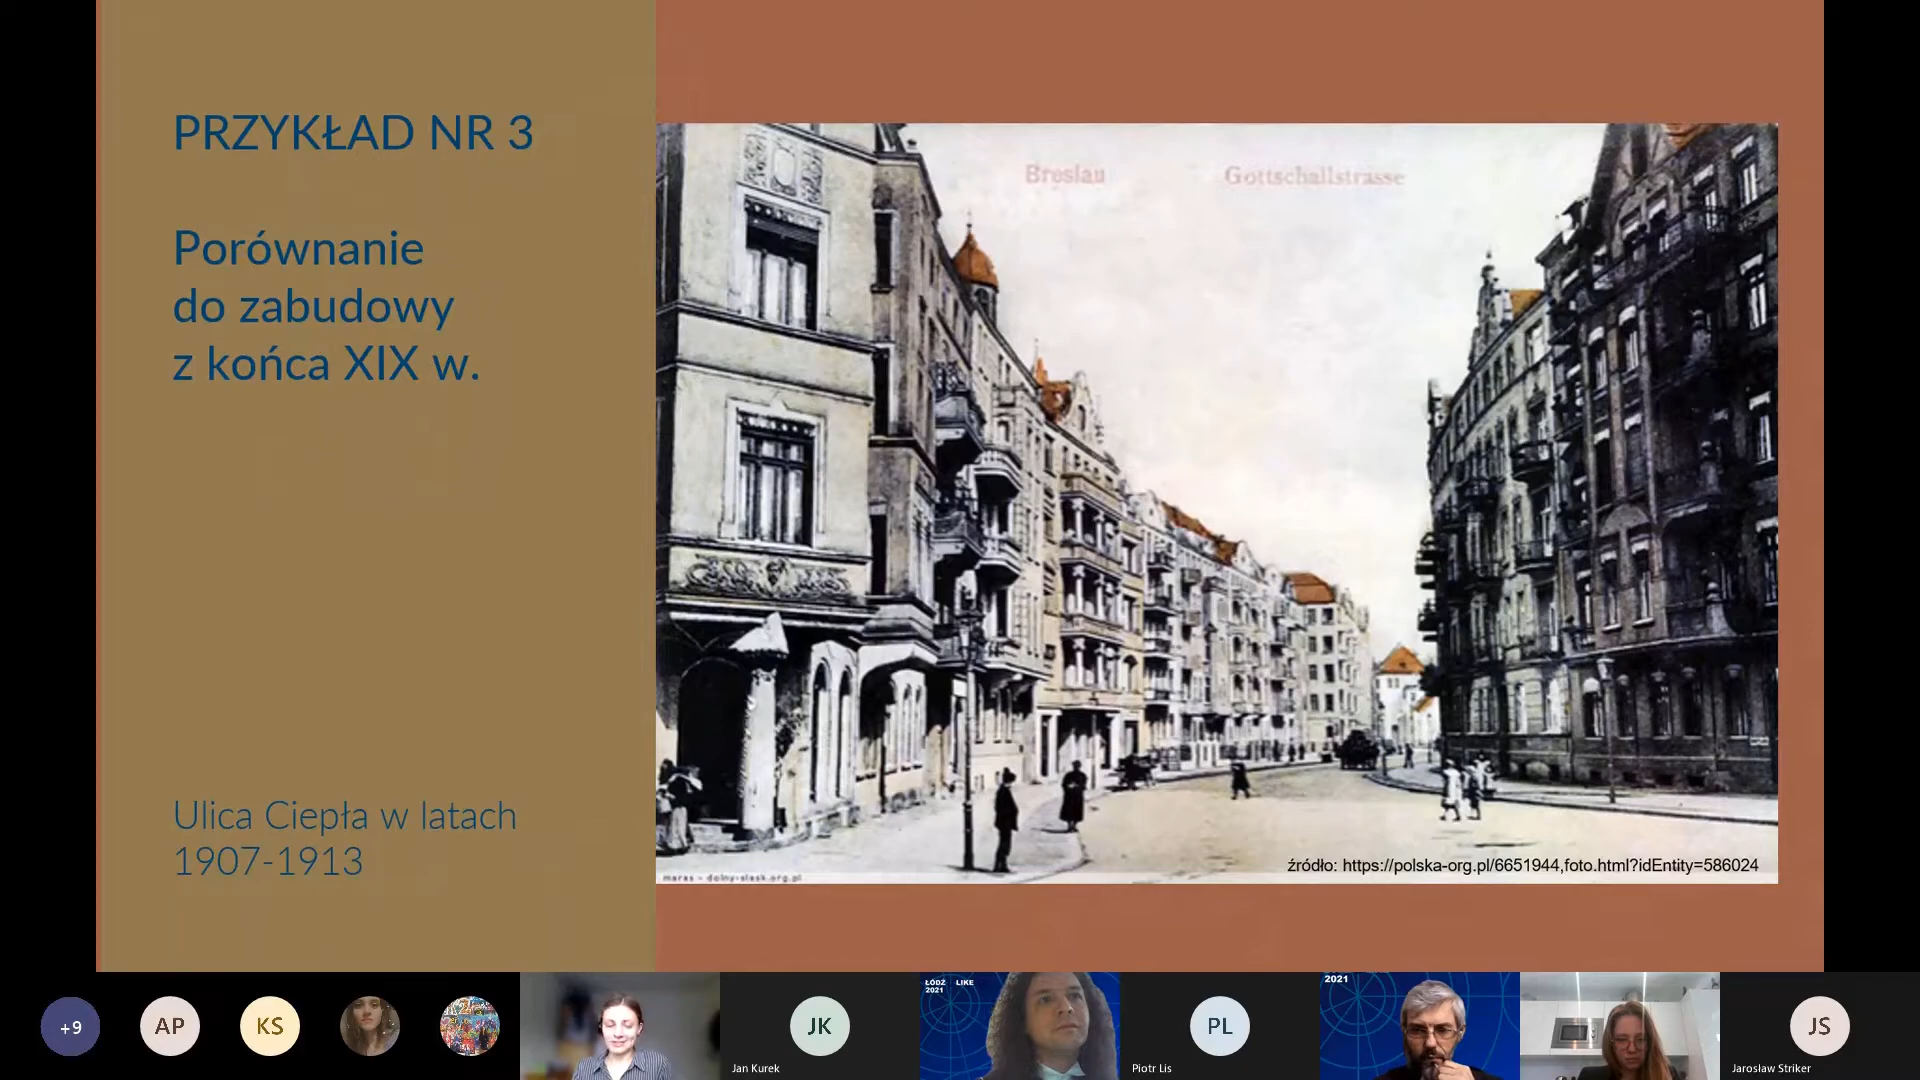 PRZYKŁAD NR 3
Porównanie
do zabudowy
z końca XIX w.
Ulica Ciepła w latach
1907-1913
Breslau Gottschallstrasse
źródło: https://polska-org.pl/6651944,foto.html?idEntity=586024
maras - dolny-slask.org.pl
+9
AP
KS
JK
Jan Kurek
ŁÓDŹ LIKE
2021
PL
Piotr Lis
2021
JS
Jarosław Striker